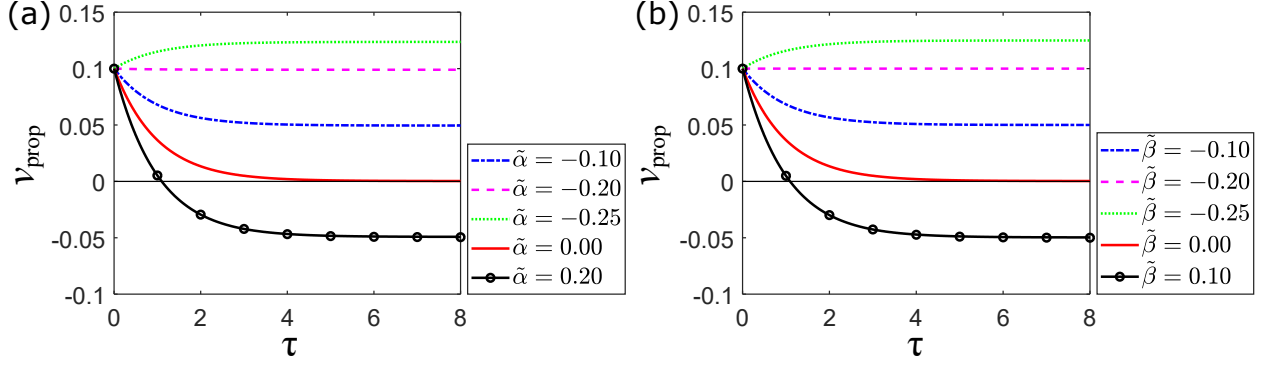 (a)
0.15
0.1
0.05
0
-0.05
-0.1
v_prop
0 2 4 6 8
τ
α̃ = −0.10
α̃ = −0.20
α̃ = −0.25
α̃ = 0.00
α̃ = 0.20
(b)
0.15
0.1
0.05
0
-0.05
-0.1
v_prop
0 2 4 6 8
τ
β̃ = −0.10
β̃ = −0.20
β̃ = −0.25
β̃ = 0.00
β̃ = 0.10